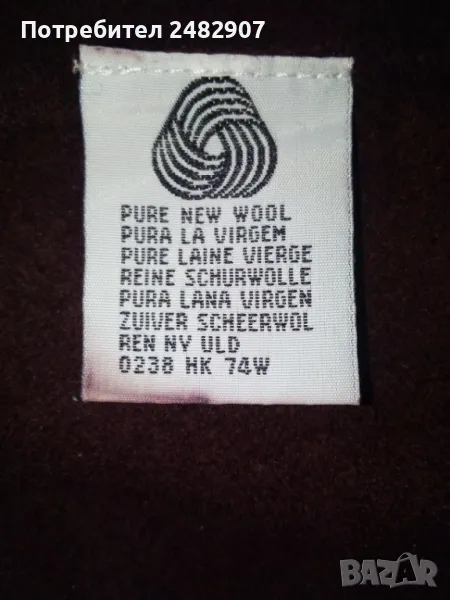 Потребител 2482907
PURE NEW WOOL
PURA LA VIRGEM
PURE LAINE VIERGE
REINE SCHURWOLLE
PURA LANA VIRGEN
ZUIVER SCHEERWOL
REN NY ULD
0238 HK 74W
BAZAR